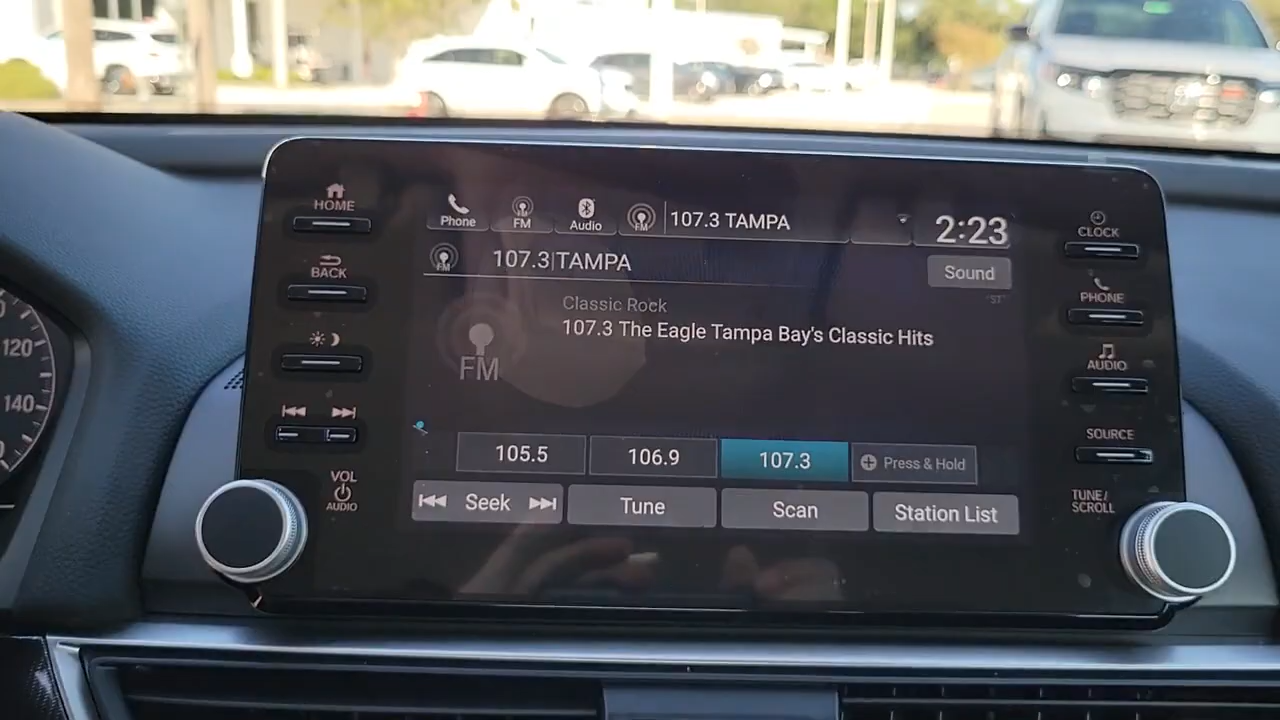 HOME
BACK
VOL
AUDIO
120
140
Phone
FM
Audio
FM
107.3 TAMPA
2:23
FM
107.3 TAMPA
Sound
ST
Classic Rock
107.3 The Eagle Tampa Bay's Classic Hits
FM
105.5
106.9
107.3
Press & Hold
Seek
Tune
Scan
Station List
CLOCK
PHONE
AUDIO
SOURCE
TUNE/
SCROLL